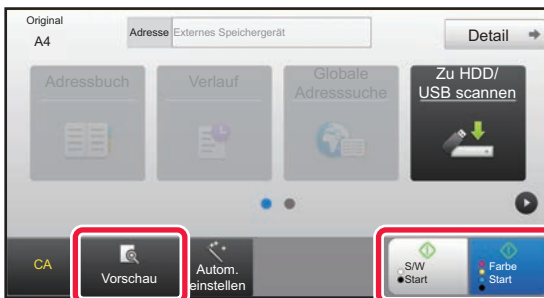 Original
A4
Adresse Externes Speichergerät
Detail
Adressbuch
Verlauf
Globale
Adresssuche
Zu HDD/
USB scannen
CA
Vorschau
Autom.
einstellen
S/W
Start
Farbe
Start